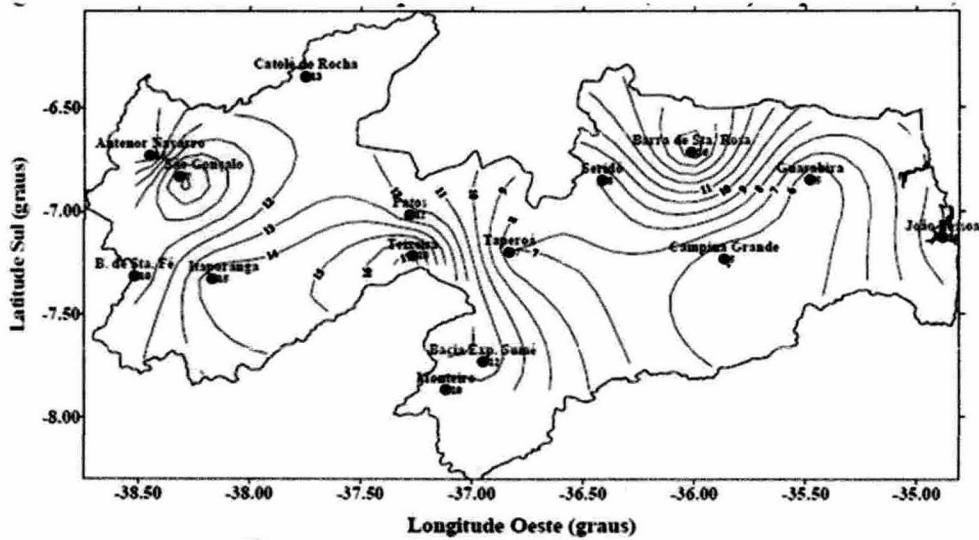 Catolé do Rocha
13
-6.50
Antenor Navarro
Barra de Sta. Rosa
São Gonçalo
Seridó
Guarabira
11
10
9
8
7
6
12
11
10
9
-7.00
Patos
13
João Pessoa
8
Teixeira
Taperoá
7
Campina Grande
5
14
B. de Sta. Fé
Itaporanga
15
16
-7.50
Bacia Exp. Sumé
12
Monteiro
-8.00
-38.50
-38.00
-37.50
-37.00
-36.50
-36.00
-35.50
-35.00
Latitude Sul (graus)
Longitude Oeste (graus)